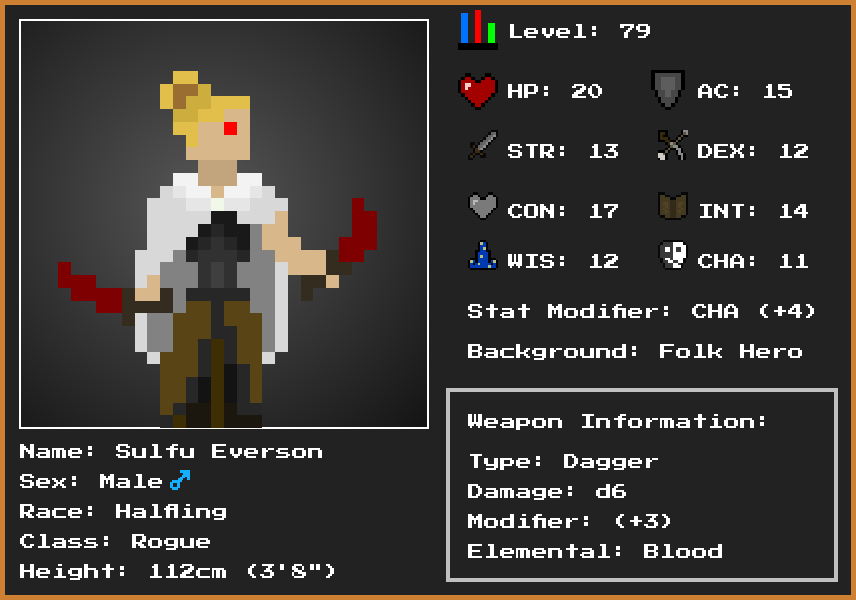 Level: 79
HP: 20 AC: 15
STR: 13 DEX: 12
CON: 17 INT: 14
WIS: 12 CHA: 11
Stat Modifier: CHA (+4)
Background: Folk Hero
Weapon Information:
Type: Dagger
Damage: d6
Modifier: (+3)
Elemental: Blood
Name: Sulfu Everson
Sex: Male♂
Race: Halfling
Class: Rogue
Height: 112cm (3'8")